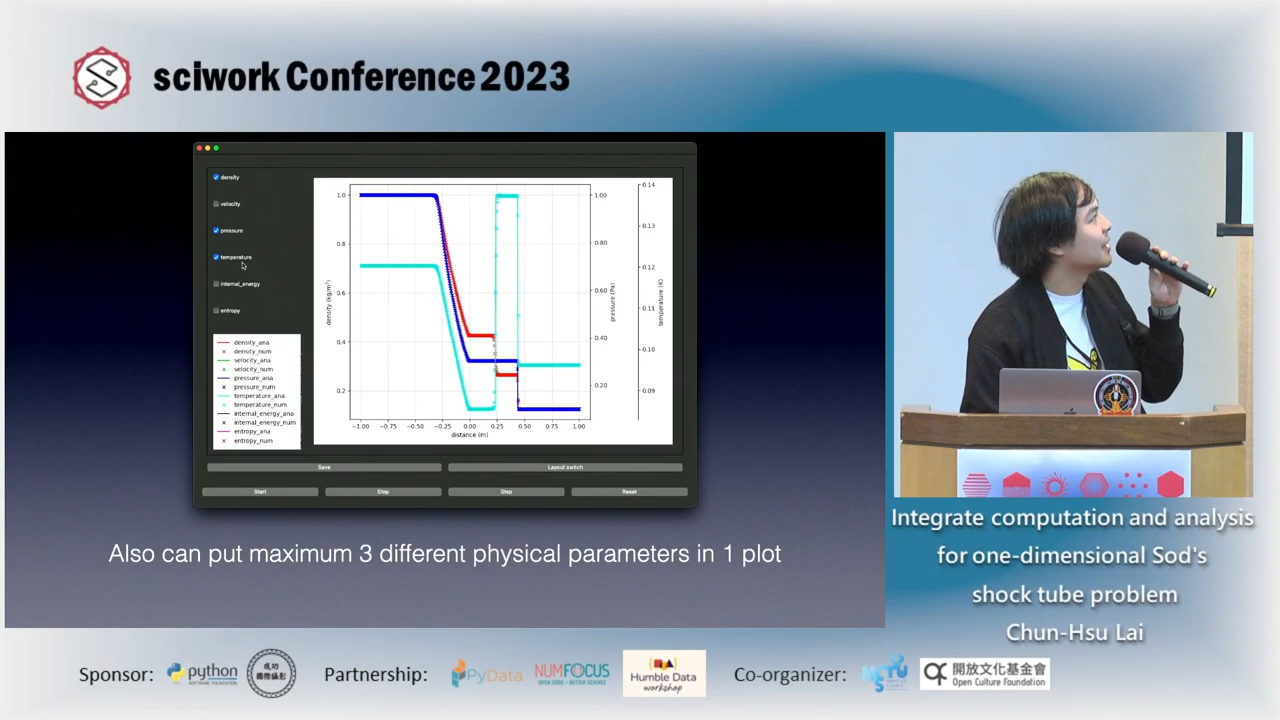 sciwork Conference 2023
density
velocity
pressure
temperature
internal_energy
entropy
density_ana
density_num
velocity_ana
velocity_num
pressure_ana
pressure_num
temperature_ana
temperature_num
internal_energy_ana
internal_energy_num
entropy_ana
entropy_num
1.0
0.8
0.6
0.4
0.2
density (kg/m³)
−1.00 −0.75 −0.50 −0.25 0.00 0.25 0.50 0.75 1.00
distance (m)
1.00
0.80
0.60
0.40
0.20
pressure (Pa)
0.14
0.13
0.12
0.11
0.10
0.09
temperature (K)
Save Layout swtich
Start Stop Step Reset
Also can put maximum 3 different physical parameters in 1 plot
Integrate computation and analysis
for one-dimensional Sod's
shock tube problem
Chun-Hsu Lai
Sponsor: python Partnership: PyData NUMFOCUS Humble Data workshop Co-organizer: 開放文化基金會 Open Culture Foundation
OPEN CODE = BETTER SCIENCE